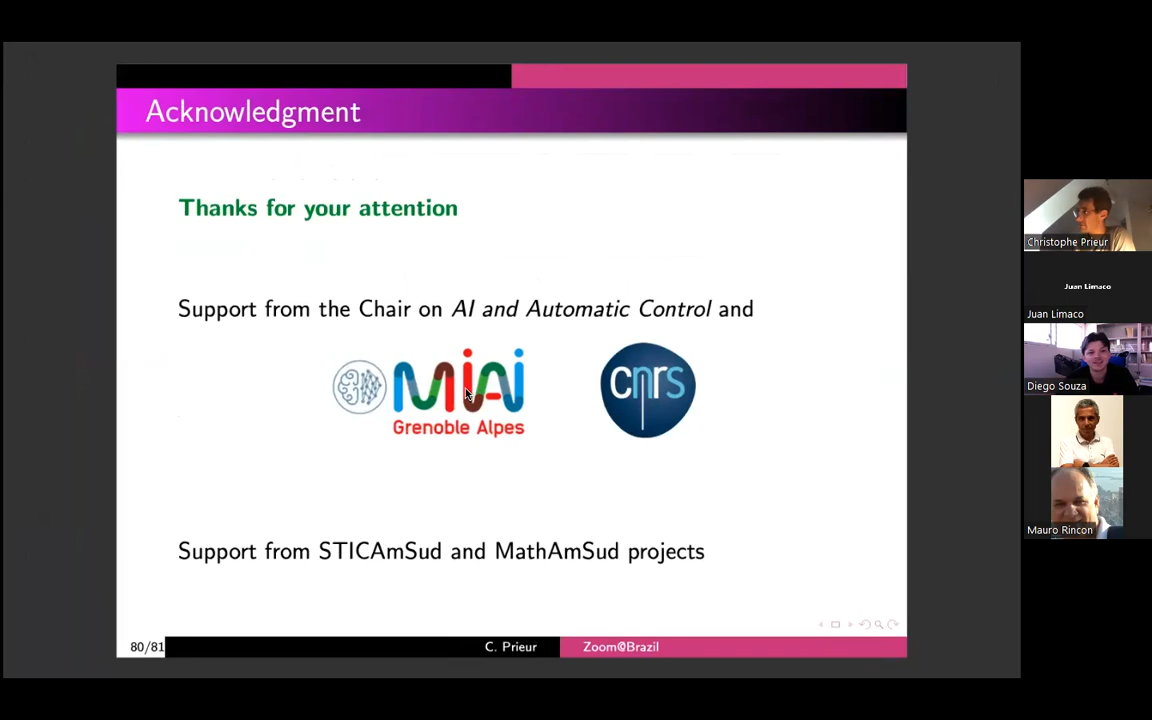 Acknowledgment
Thanks for your attention
Support from the Chair on AI and Automatic Control and
MIAI
Grenoble Alpes
cnrs
Support from STICAmSud and MathAmSud projects
80/81
C. Prieur
Zoom@Brazil
Christophe Prieur
Juan Limaco
Juan Limaco
Diego Souza
Mauro Rincon